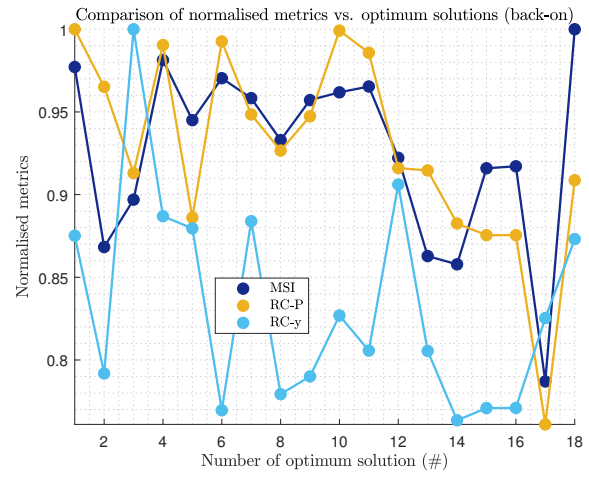 Comparison of normalised metrics vs. optimum solutions (back-on)
1
0.95
0.9
0.85
0.8
Normalised metrics
MSI
RC-P
RC-y
2 4 6 8 10 12 14 16 18
Number of optimum solution (#)